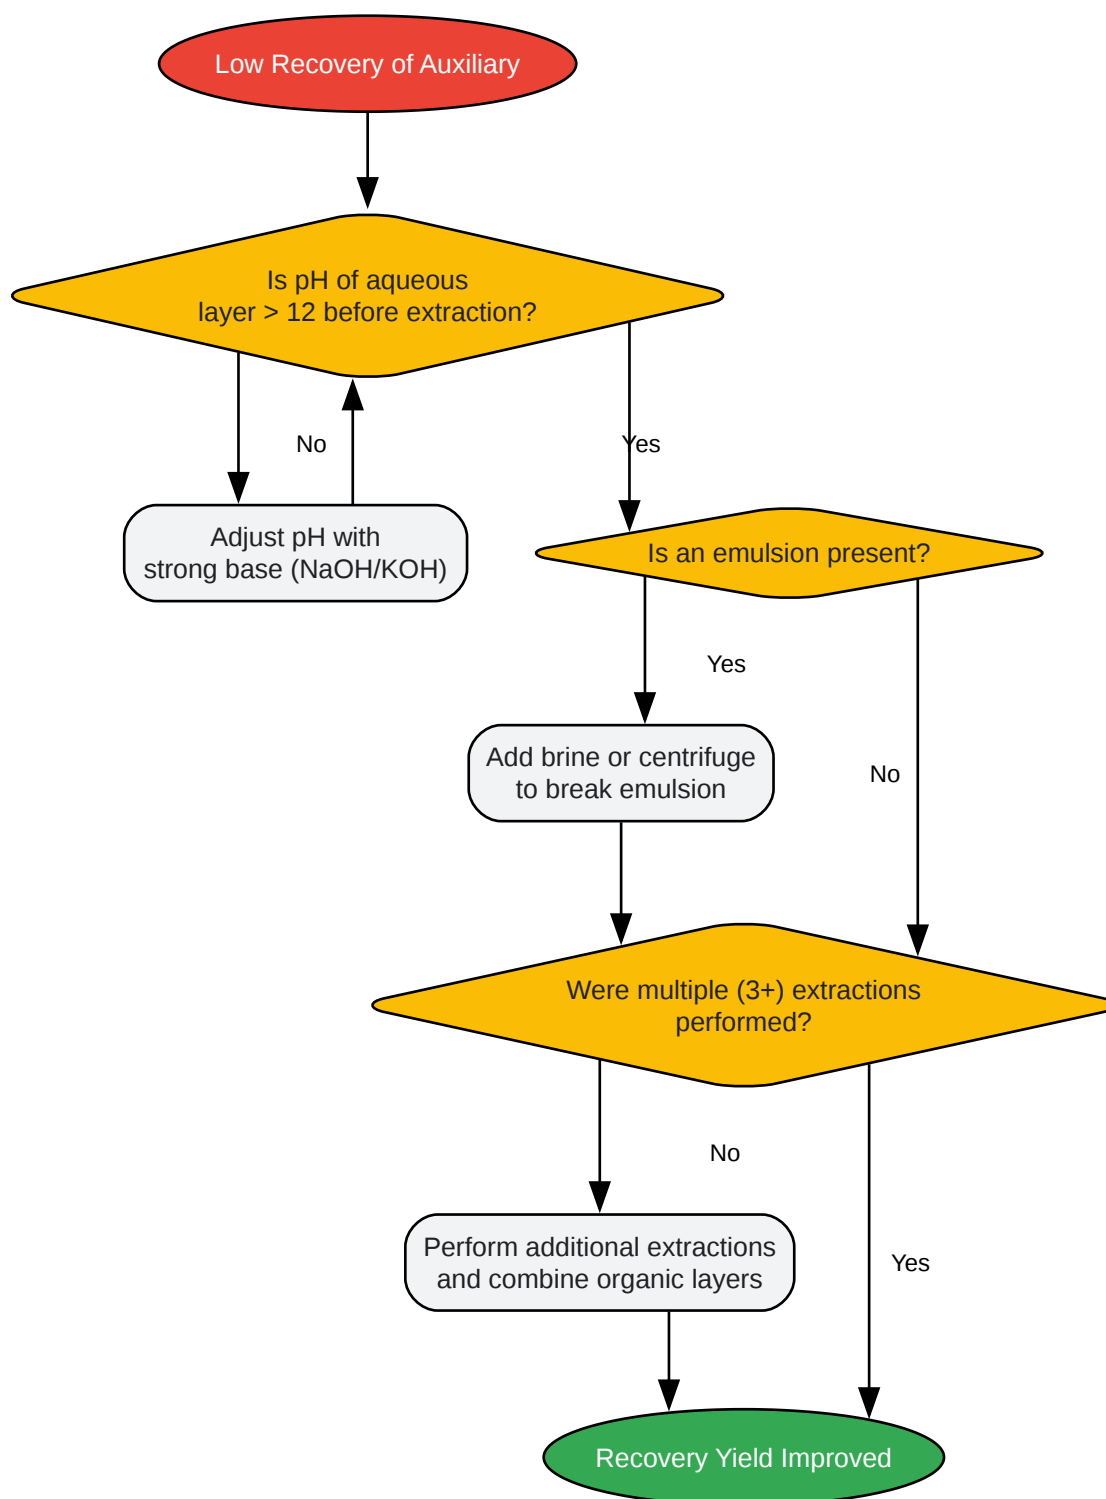 Low Recovery of Auxiliary
Is pH of aqueous
layer > 12 before extraction?
No
Yes
Adjust pH with
strong base (NaOH/KOH)
Is an emulsion present?
Yes
Add brine or centrifuge
to break emulsion
No
Were multiple (3+) extractions
performed?
No
Perform additional extractions
and combine organic layers
Yes
Recovery Yield Improved